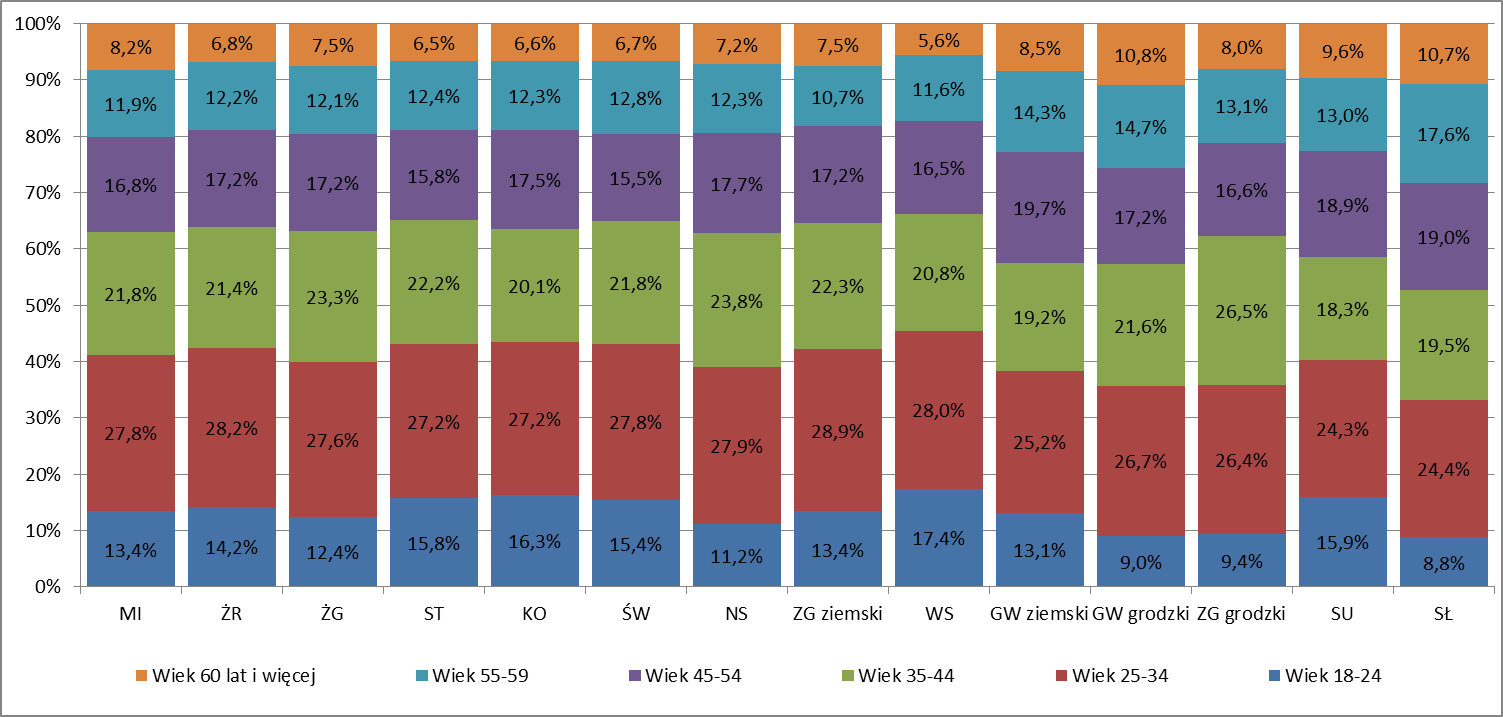 100%
90%
80%
70%
60%
50%
40%
30%
20%
10%
0%
8,2% 6,8% 7,5% 6,5% 6,6% 6,7% 7,2% 7,5% 5,6% 8,5% 10,8% 8,0% 9,6% 10,7%
11,9% 12,2% 12,1% 12,4% 12,3% 12,8% 12,3% 10,7% 11,6% 14,3% 14,7% 13,1% 13,0% 17,6%
16,8% 17,2% 17,2% 15,8% 17,5% 15,5% 17,7% 17,2% 16,5% 19,7% 17,2% 16,6% 18,9% 19,0%
21,8% 21,4% 23,3% 22,2% 20,1% 21,8% 23,8% 22,3% 20,8% 19,2% 21,6% 26,5% 18,3% 19,5%
27,8% 28,2% 27,6% 27,2% 27,2% 27,8% 27,9% 28,9% 28,0% 25,2% 26,7% 26,4% 24,3% 24,4%
13,4% 14,2% 12,4% 15,8% 16,3% 15,4% 11,2% 13,4% 17,4% 13,1% 9,0% 9,4% 15,9% 8,8%
MI ŻR ŻG ST KO ŚW NS ZG ziemski WS GW ziemski GW grodzki ZG grodzki SU SŁ
Wiek 60 lat i więcej Wiek 55-59 Wiek 45-54 Wiek 35-44 Wiek 25-34 Wiek 18-24